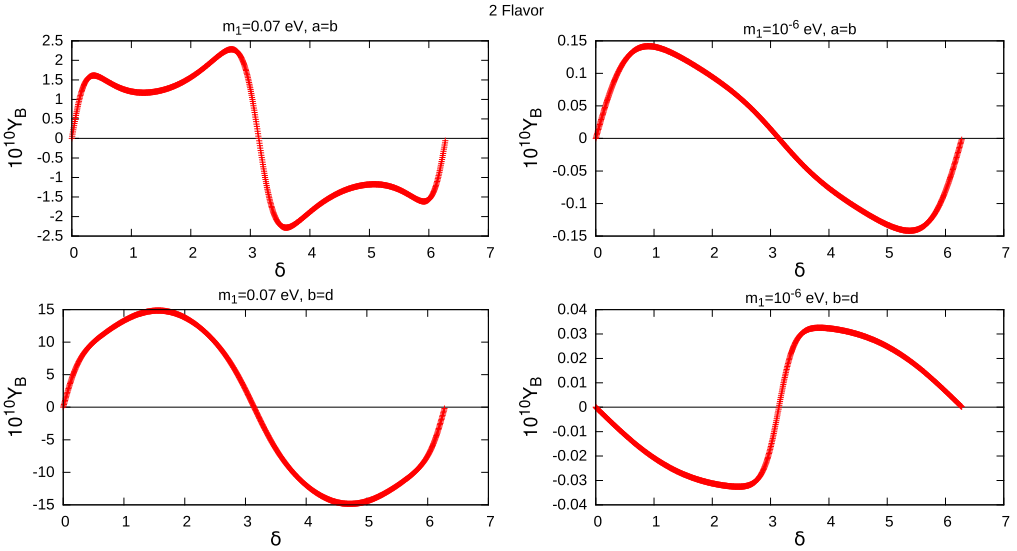 2 Flavor
m₁=0.07 eV, a=b
2.5
2
1.5
1
0.5
0
-0.5
-1
-1.5
-2
-2.5
10¹⁰Y_B
0 1 2 3 4 5 6 7
δ
m₁=10⁻⁶ eV, a=b
0.15
0.1
0.05
0
-0.05
-0.1
-0.15
10¹⁰Y_B
0 1 2 3 4 5 6 7
δ
m₁=0.07 eV, b=d
15
10
5
0
-5
-10
-15
10¹⁰Y_B
0 1 2 3 4 5 6 7
δ
m₁=10⁻⁶ eV, b=d
0.04
0.03
0.02
0.01
0
-0.01
-0.02
-0.03
-0.04
10¹⁰Y_B
0 1 2 3 4 5 6 7
δ